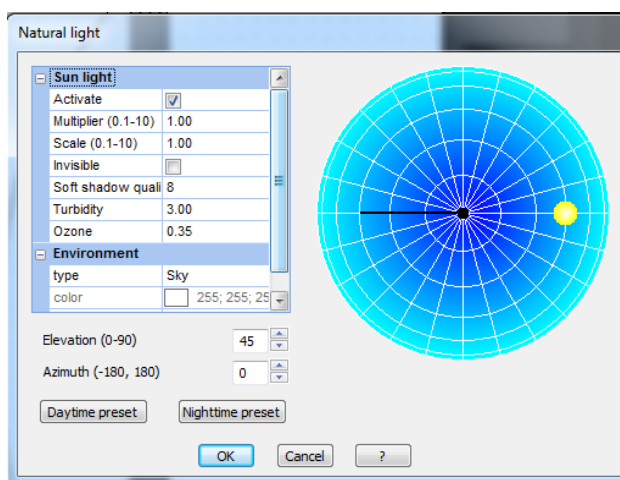 Natural light
Sun light
Activate
Multiplier (0.1-10) 1.00
Scale (0.1-10) 1.00
Invisible
Soft shadow quali 8
Turbidity 3.00
Ozone 0.35
Environment
type Sky
color 255; 255; 25
Elevation (0-90) 45
Azimuth (-180, 180) 0
Daytime preset Nighttime preset
OK Cancel ?